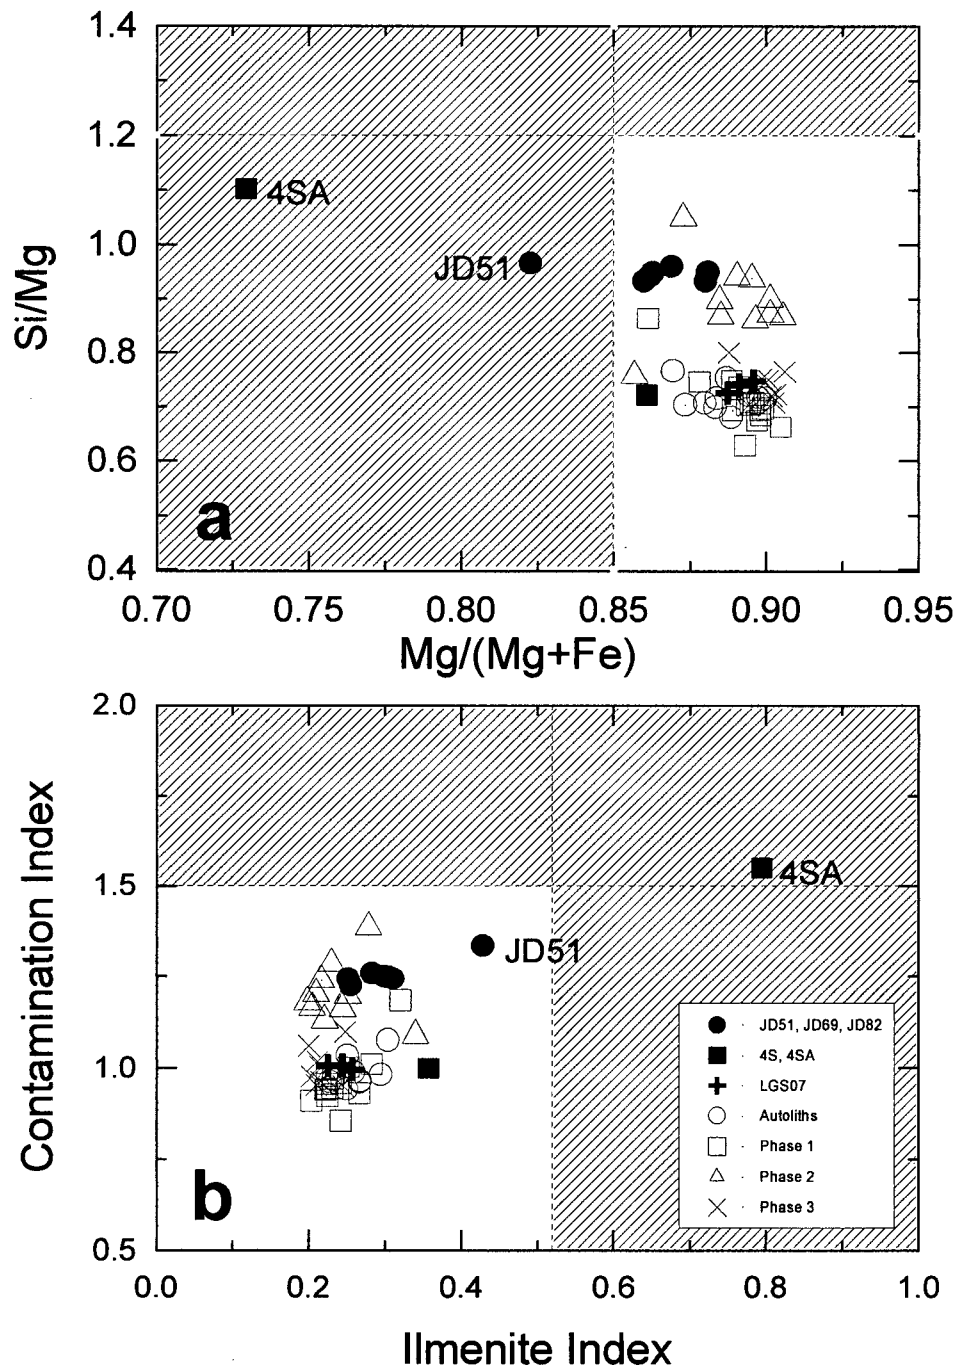 1.4
1.2
1.0
0.8
0.6
0.4
Si/Mg
4SA
JD51
a
0.70 0.75 0.80 0.85 0.90 0.95
Mg/(Mg+Fe)
2.0
1.5
1.0
0.5
Contamination Index
4SA
JD51
JD51, JD69, JD82
4S, 4SA
LGS07
Autoliths
Phase 1
Phase 2
Phase 3
b
0.0 0.2 0.4 0.6 0.8 1.0
Ilmenite Index